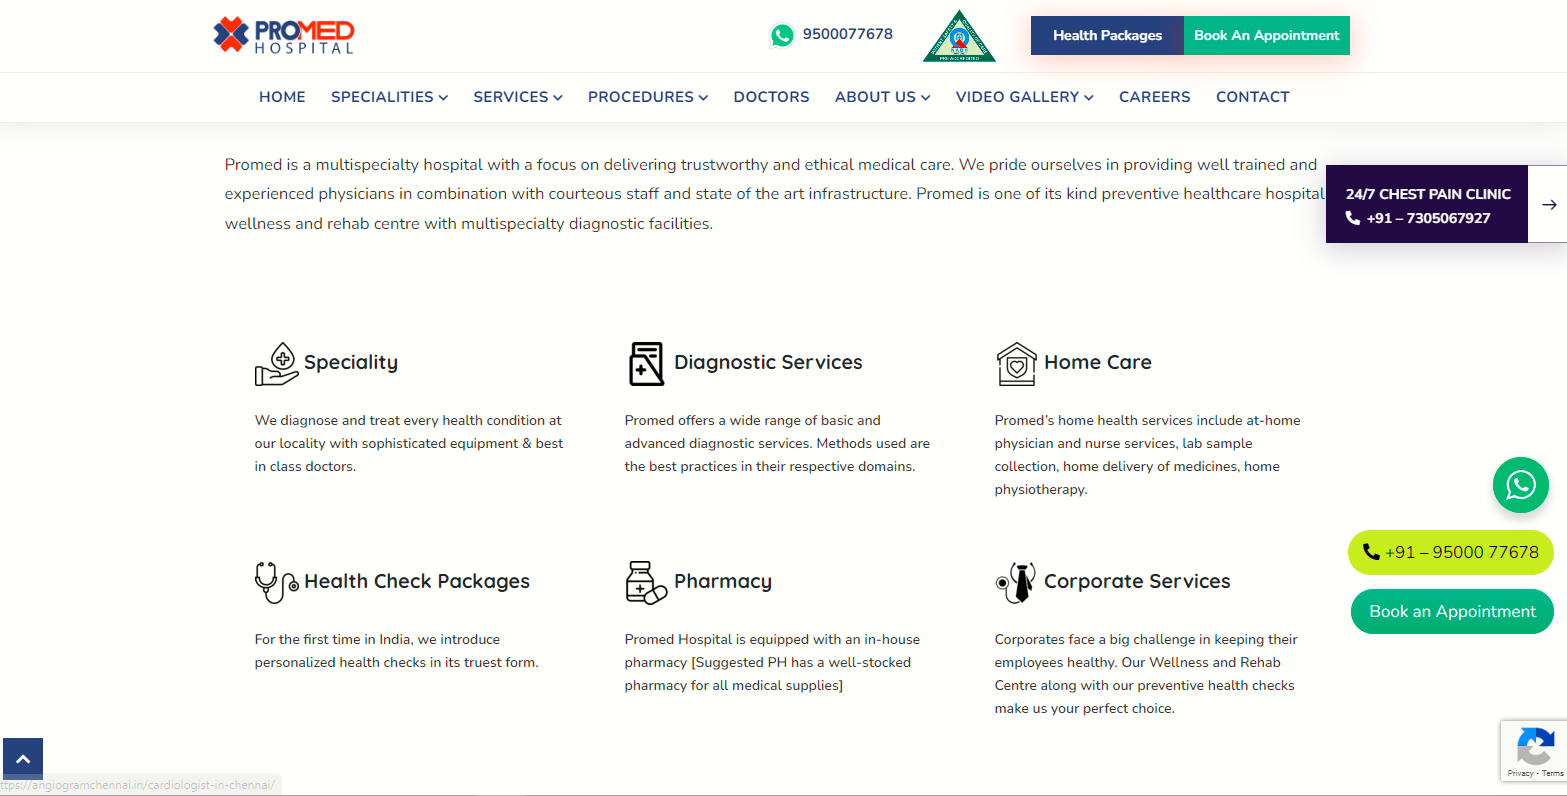 PROMED
HOSPITAL
9500077678
Health Packages
Book An Appointment
HOME SPECIALITIES SERVICES PROCEDURES DOCTORS ABOUT US VIDEO GALLERY CAREERS CONTACT
Promed is a multispecialty hospital with a focus on delivering trustworthy and ethical medical care. We pride ourselves in providing well trained and
experienced physicians in combination with courteous staff and state of the art infrastructure. Promed is one of its kind preventive healthcare hospital
wellness and rehab centre with multispecialty diagnostic facilities.
24/7 CHEST PAIN CLINIC
+91 – 7305067927
Speciality
We diagnose and treat every health condition at
our locality with sophisticated equipment & best
in class doctors.
Diagnostic Services
Promed offers a wide range of basic and
advanced diagnostic services. Methods used are
the best practices in their respective domains.
Home Care
Promed’s home health services include at-home
physician and nurse services, lab sample
collection, home delivery of medicines, home
physiotherapy.
Health Check Packages
For the first time in India, we introduce
personalized health checks in its truest form.
Pharmacy
Promed Hospital is equipped with an in-house
pharmacy [Suggested PH has a well-stocked
pharmacy for all medical supplies]
Corporate Services
Corporates face a big challenge in keeping their
employees healthy. Our Wellness and Rehab
Centre along with our preventive health checks
make us your perfect choice.
+91 – 95000 77678
Book an Appointment
Privacy - Terms
ttps://angiogramchennai.in/cardiologist-in-chennai/